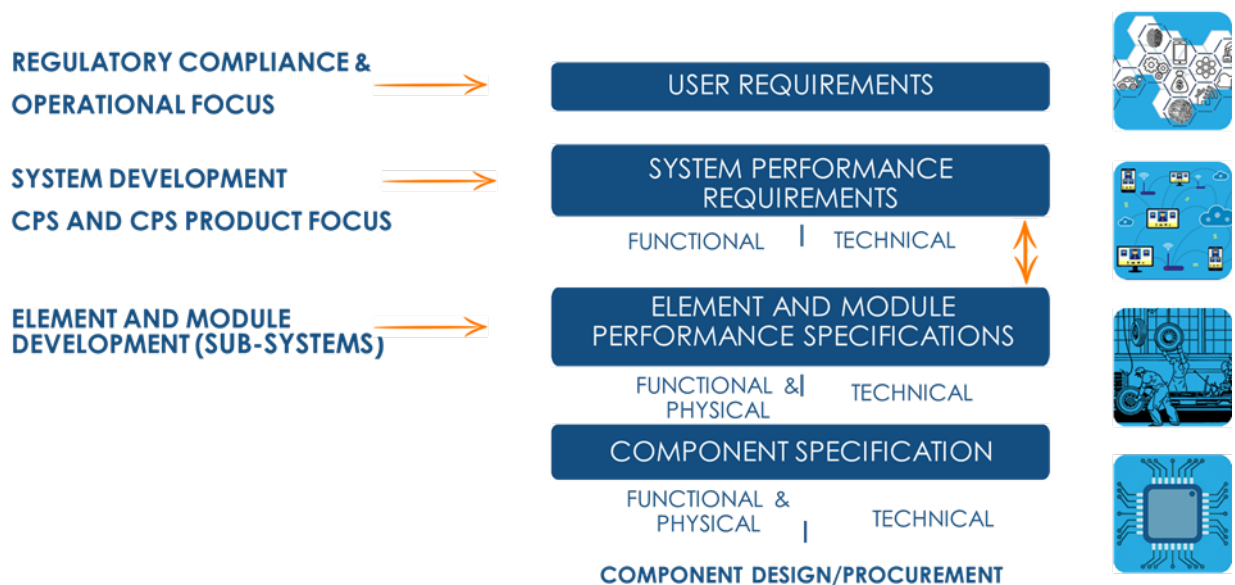 REGULATORY COMPLIANCE &
OPERATIONAL FOCUS
USER REQUIREMENTS
SYSTEM DEVELOPMENT
CPS AND CPS PRODUCT FOCUS
SYSTEM PERFORMANCE
REQUIREMENTS
FUNCTIONAL | TECHNICAL
ELEMENT AND MODULE
DEVELOPMENT (SUB-SYSTEMS)
ELEMENT AND MODULE
PERFORMANCE SPECIFICATIONS
FUNCTIONAL & | TECHNICAL
PHYSICAL
COMPONENT SPECIFICATION
FUNCTIONAL &
PHYSICAL | TECHNICAL
COMPONENT DESIGN/PROCUREMENT